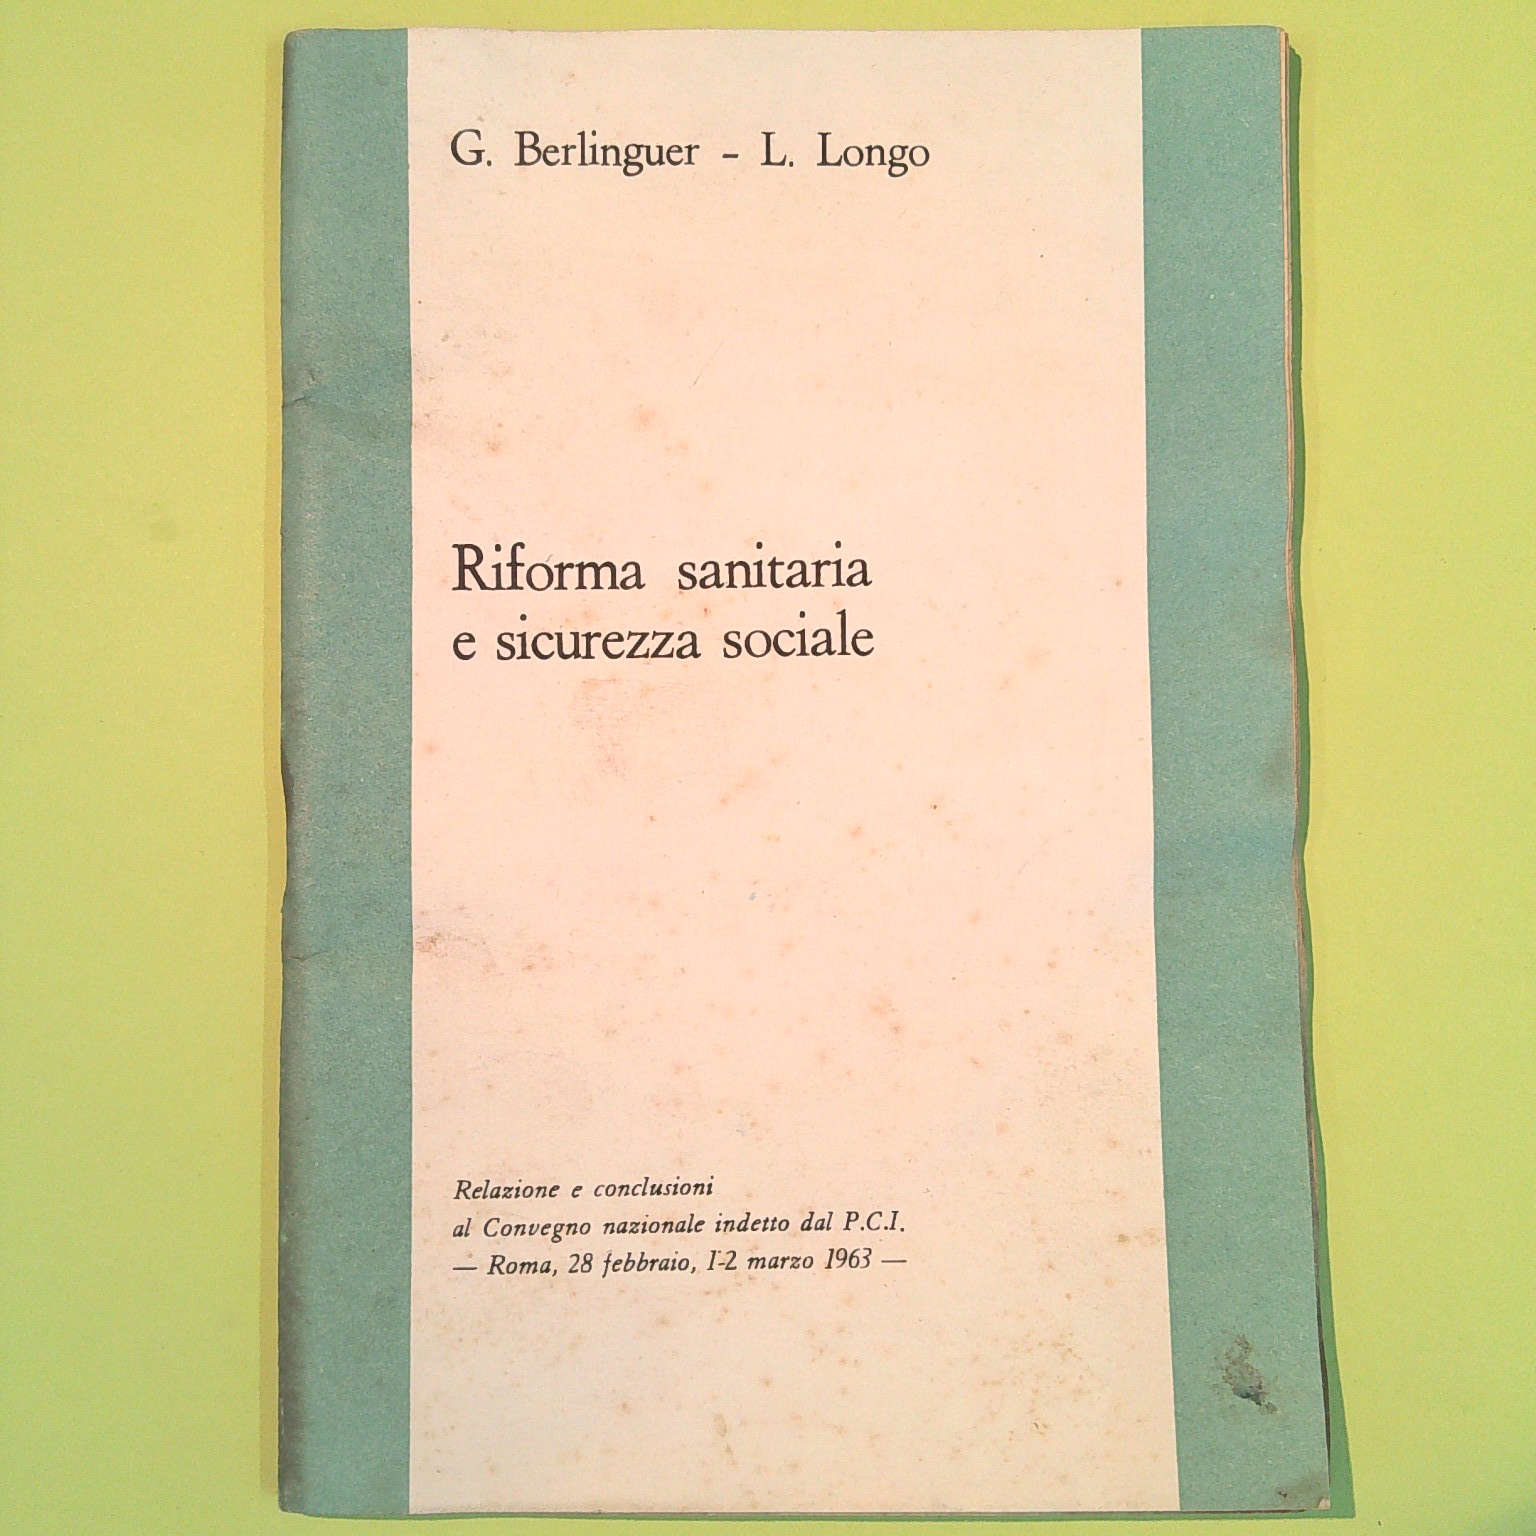 G. Berlinguer - L. Longo
Riforma sanitaria
e sicurezza sociale
Relazione e conclusioni
al Convegno nazionale indetto dal P.C.I.
— Roma, 28 febbraio, 1-2 marzo 1963 —